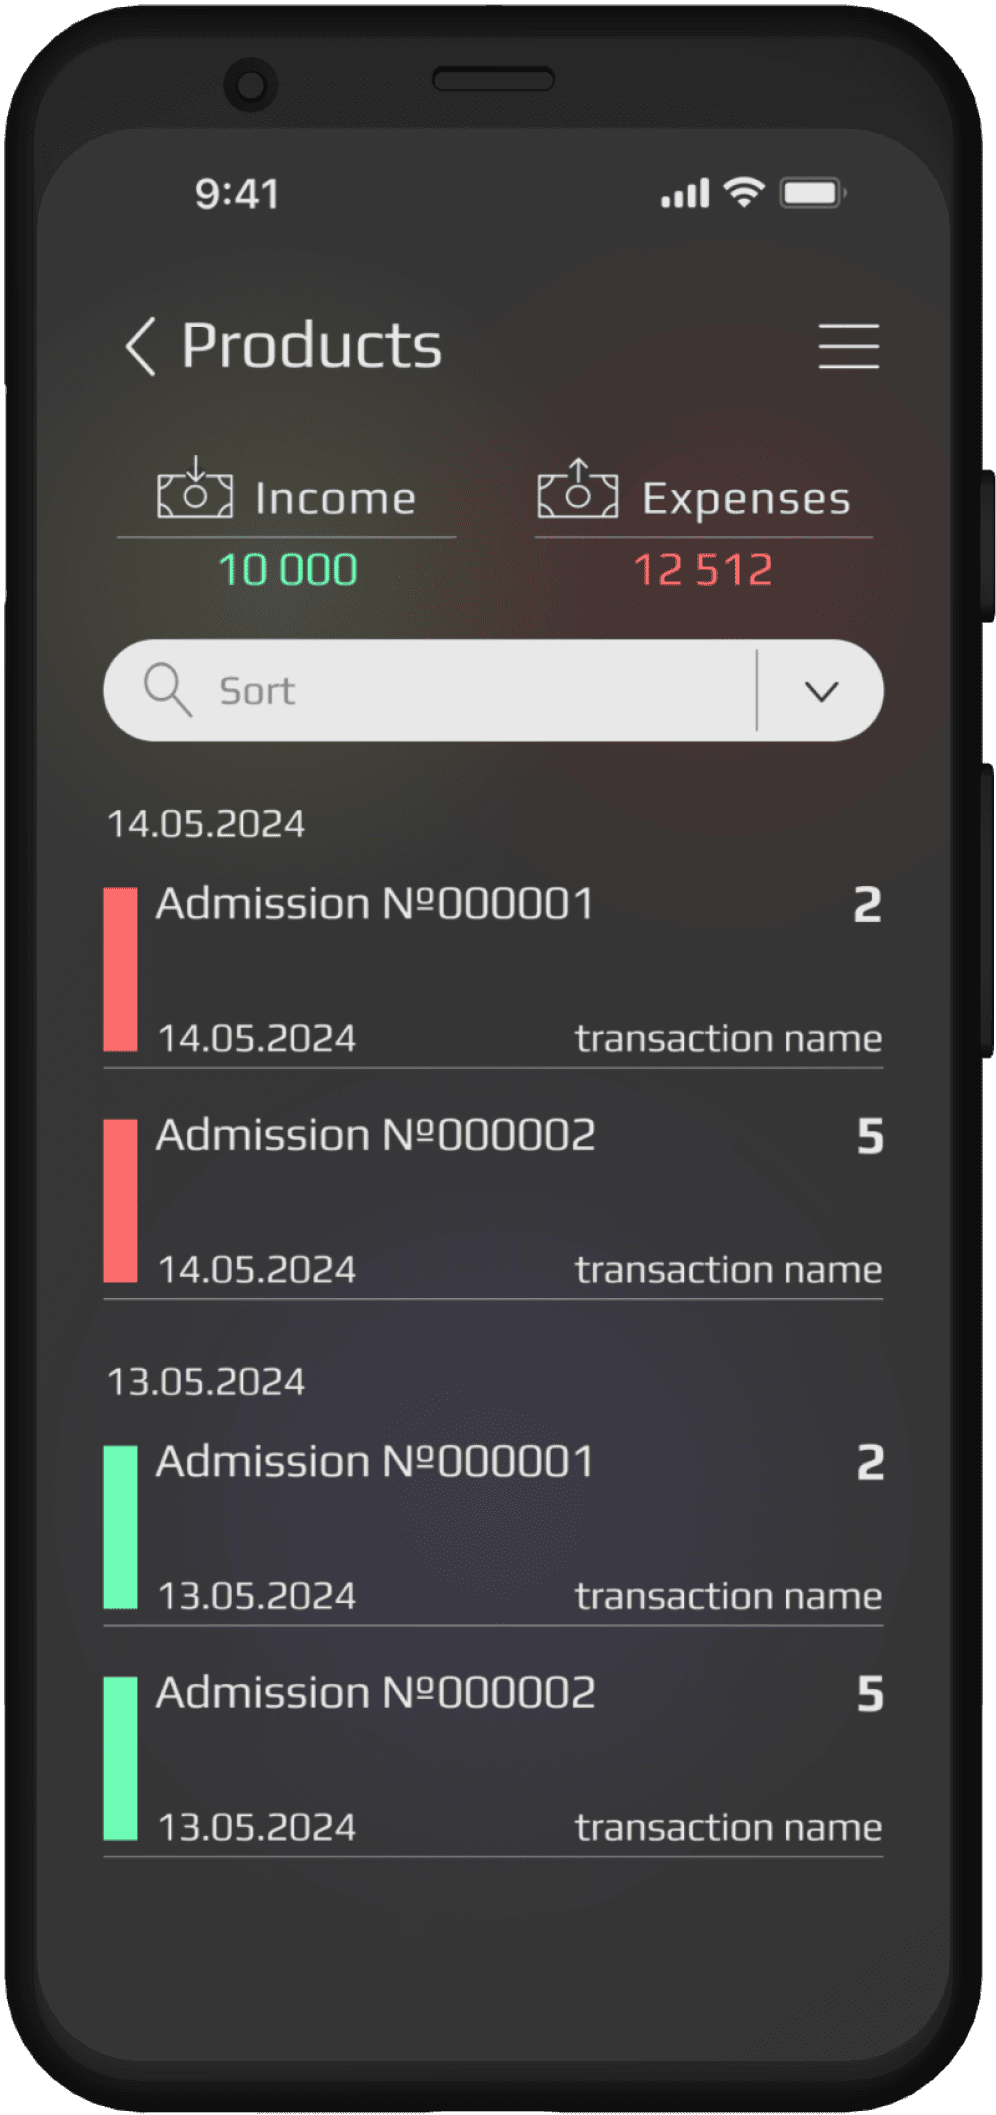 9:41
Products
Income Expenses
10 000 12 512
Sort
14.05.2024
Admission №000001 2
14.05.2024 transaction name
Admission №000002 5
14.05.2024 transaction name
13.05.2024
Admission №000001 2
13.05.2024 transaction name
Admission №000002 5
13.05.2024 transaction name